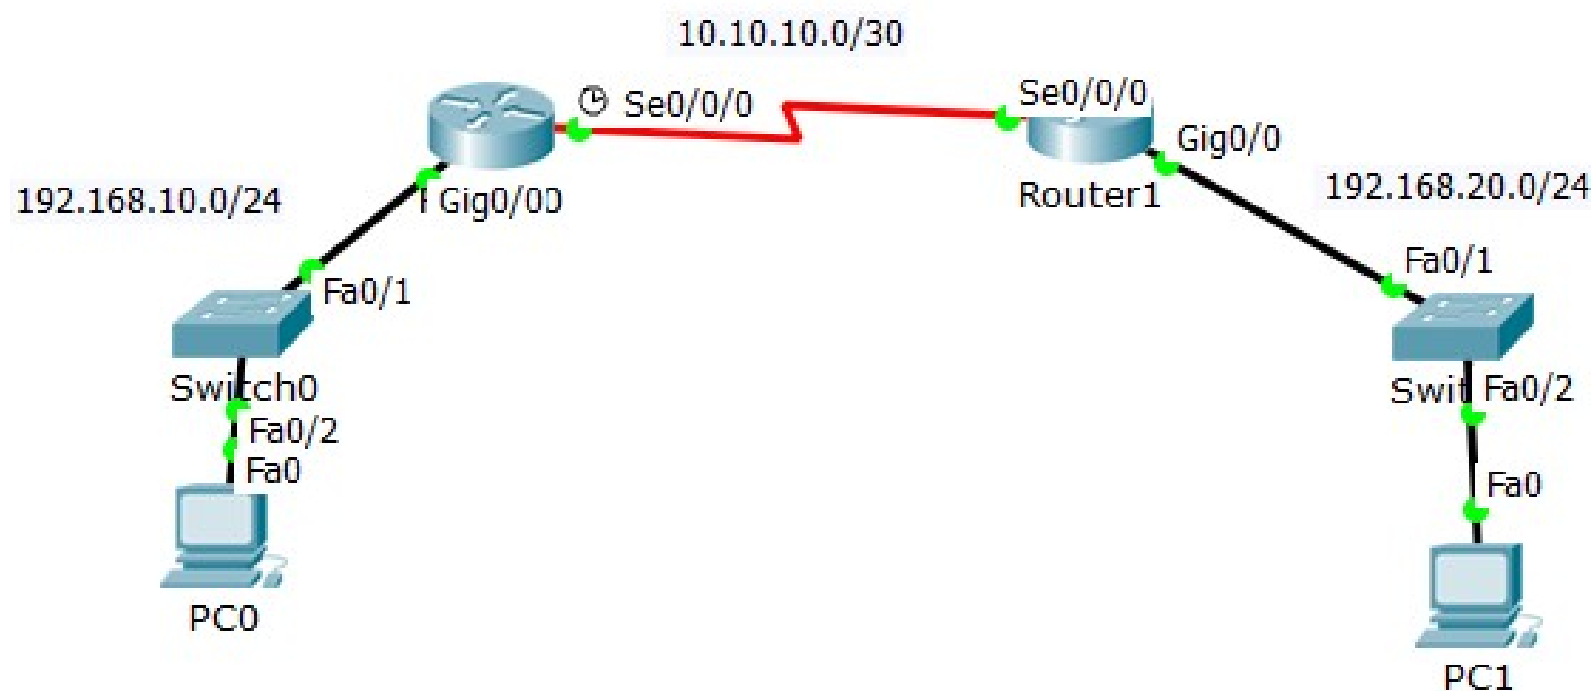 10.10.10.0/30
Se0/0/0
Se0/0/0
Gig0/0
192.168.10.0/24
Gig0/00
Router1
192.168.20.0/24
Fa0/1
Fa0/1
Switch0
Fa0/2
Fa0
Swit
Fa0/2
Fa0
PC0
PC1